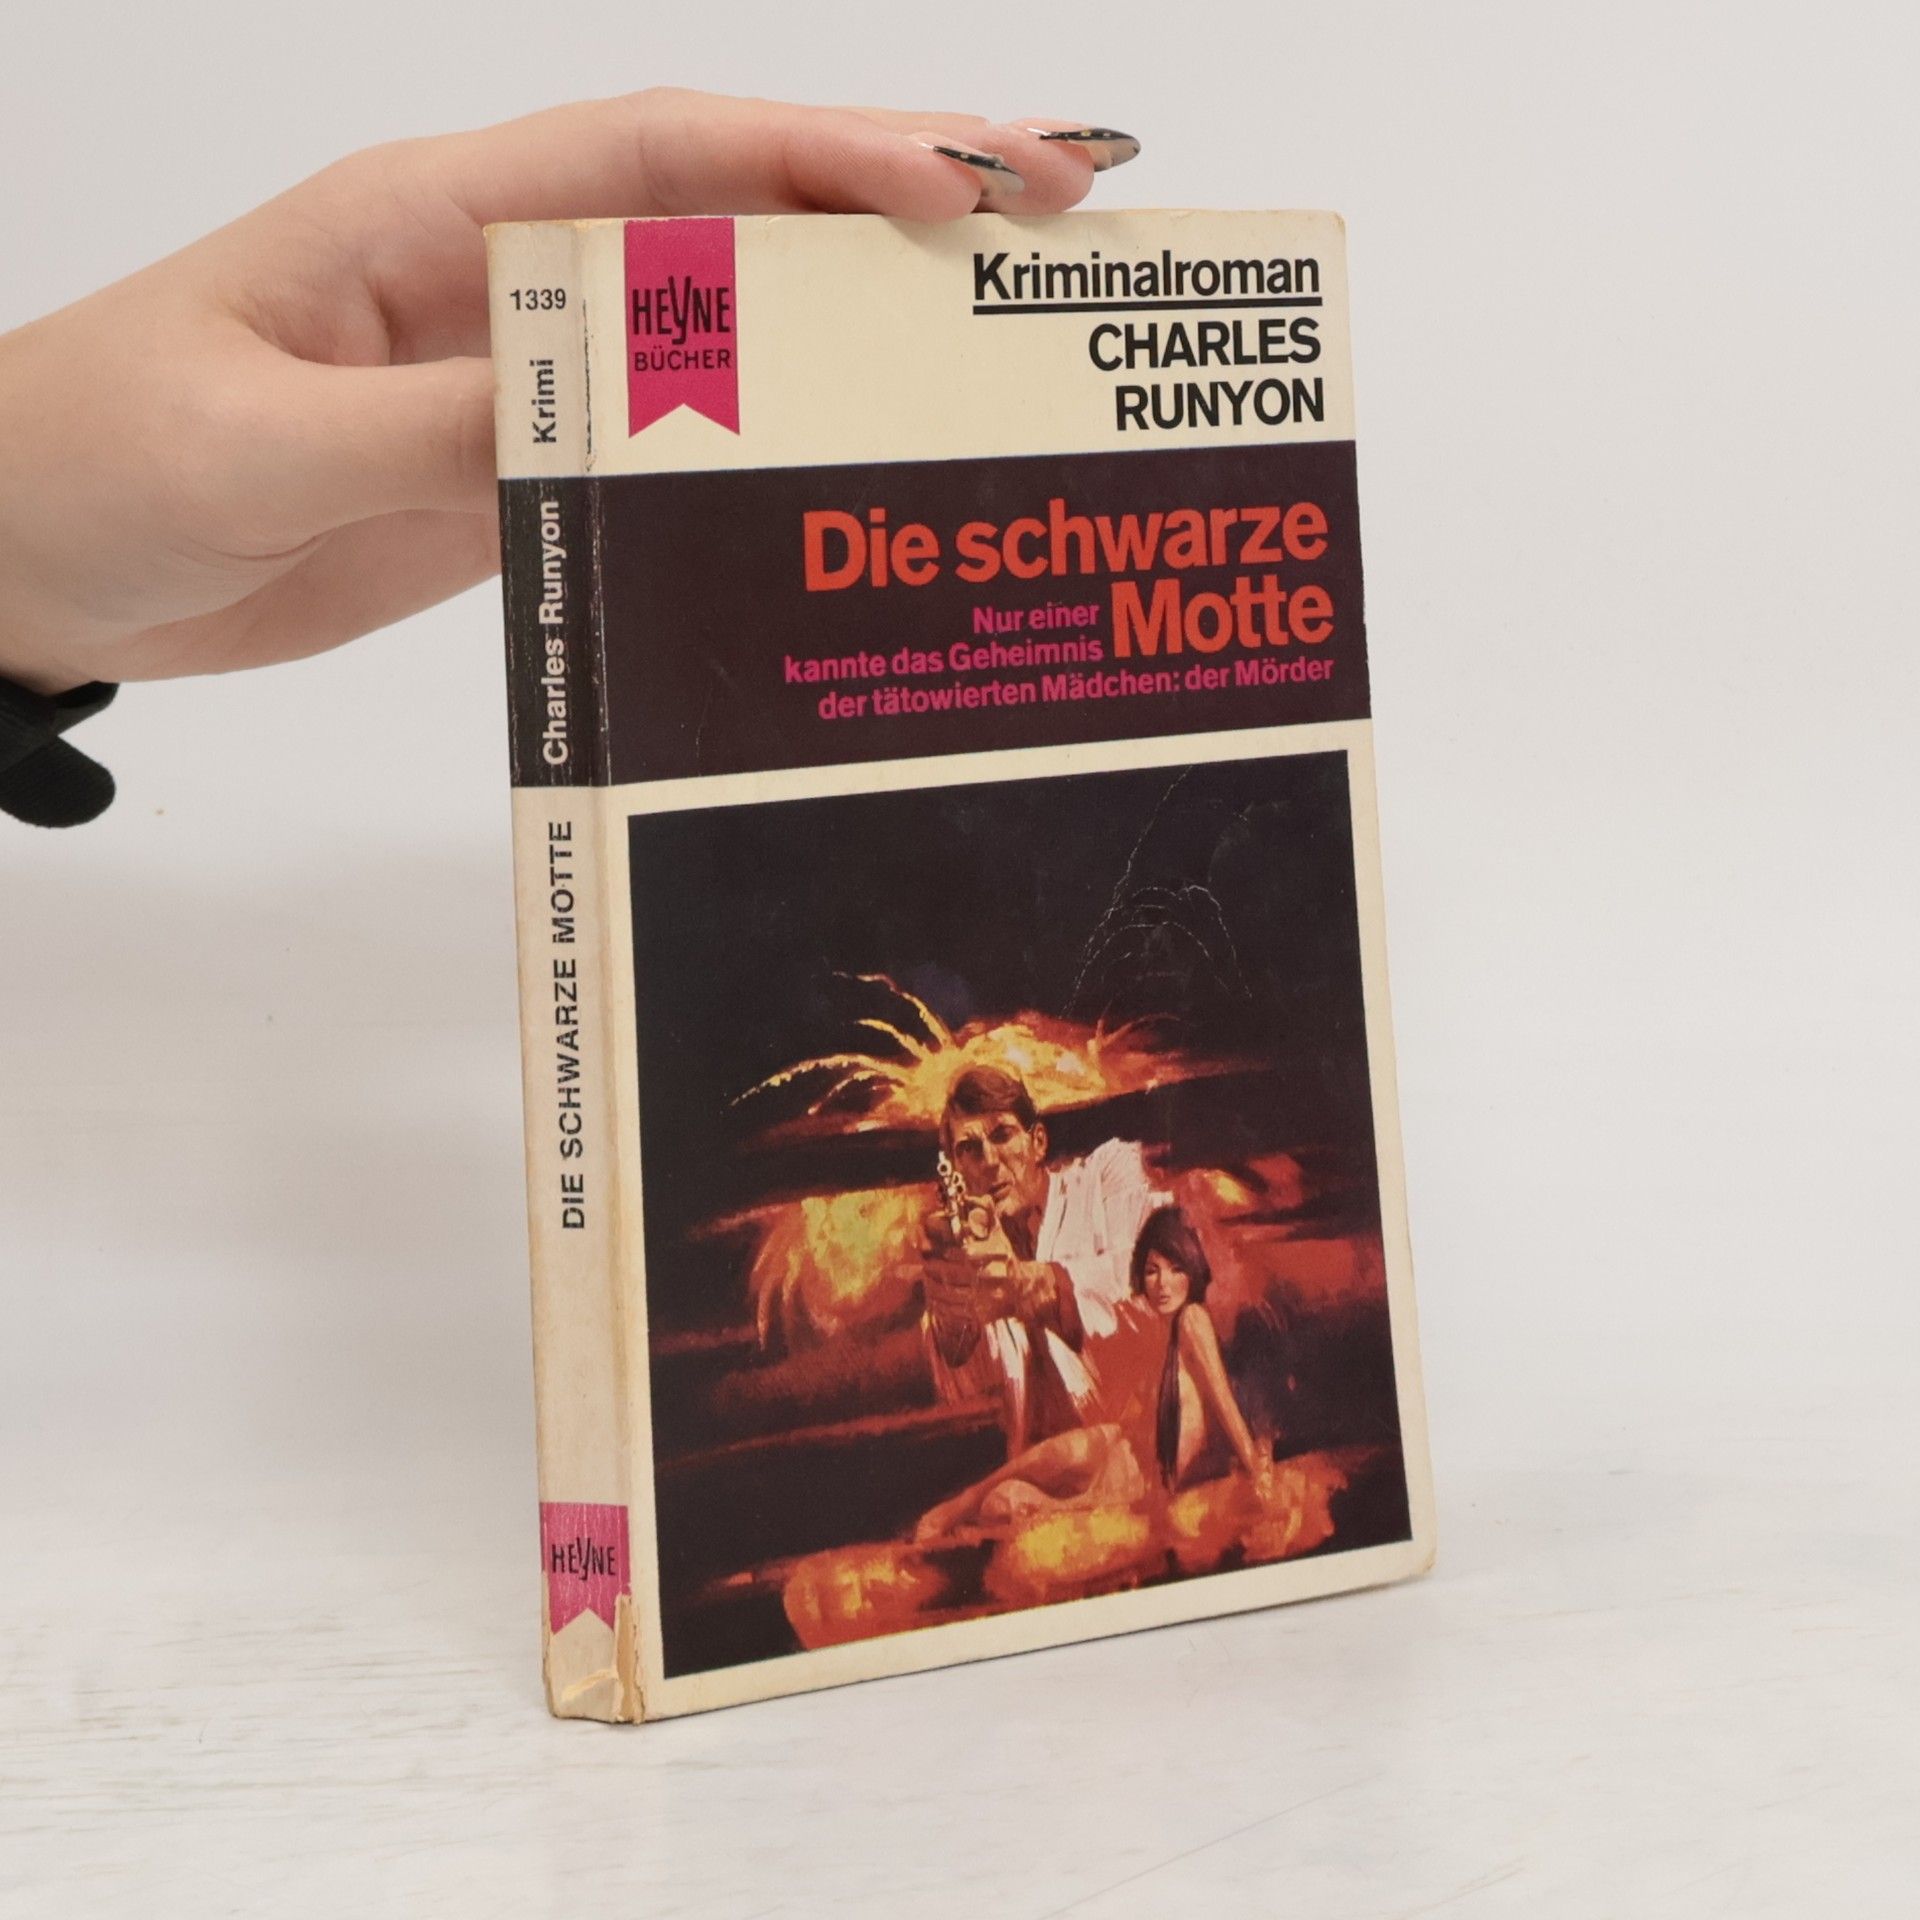 1339
Krimi
Charles Runyon
DIE SCHWARZE MOTTE
HEYNE
HEYNE
BÜCHER
Kriminalroman
CHARLES
RUNYON
Die schwarze
Motte
Nur einer
kannte das Geheimnis
der tätowierten Mädchen: der Mörder